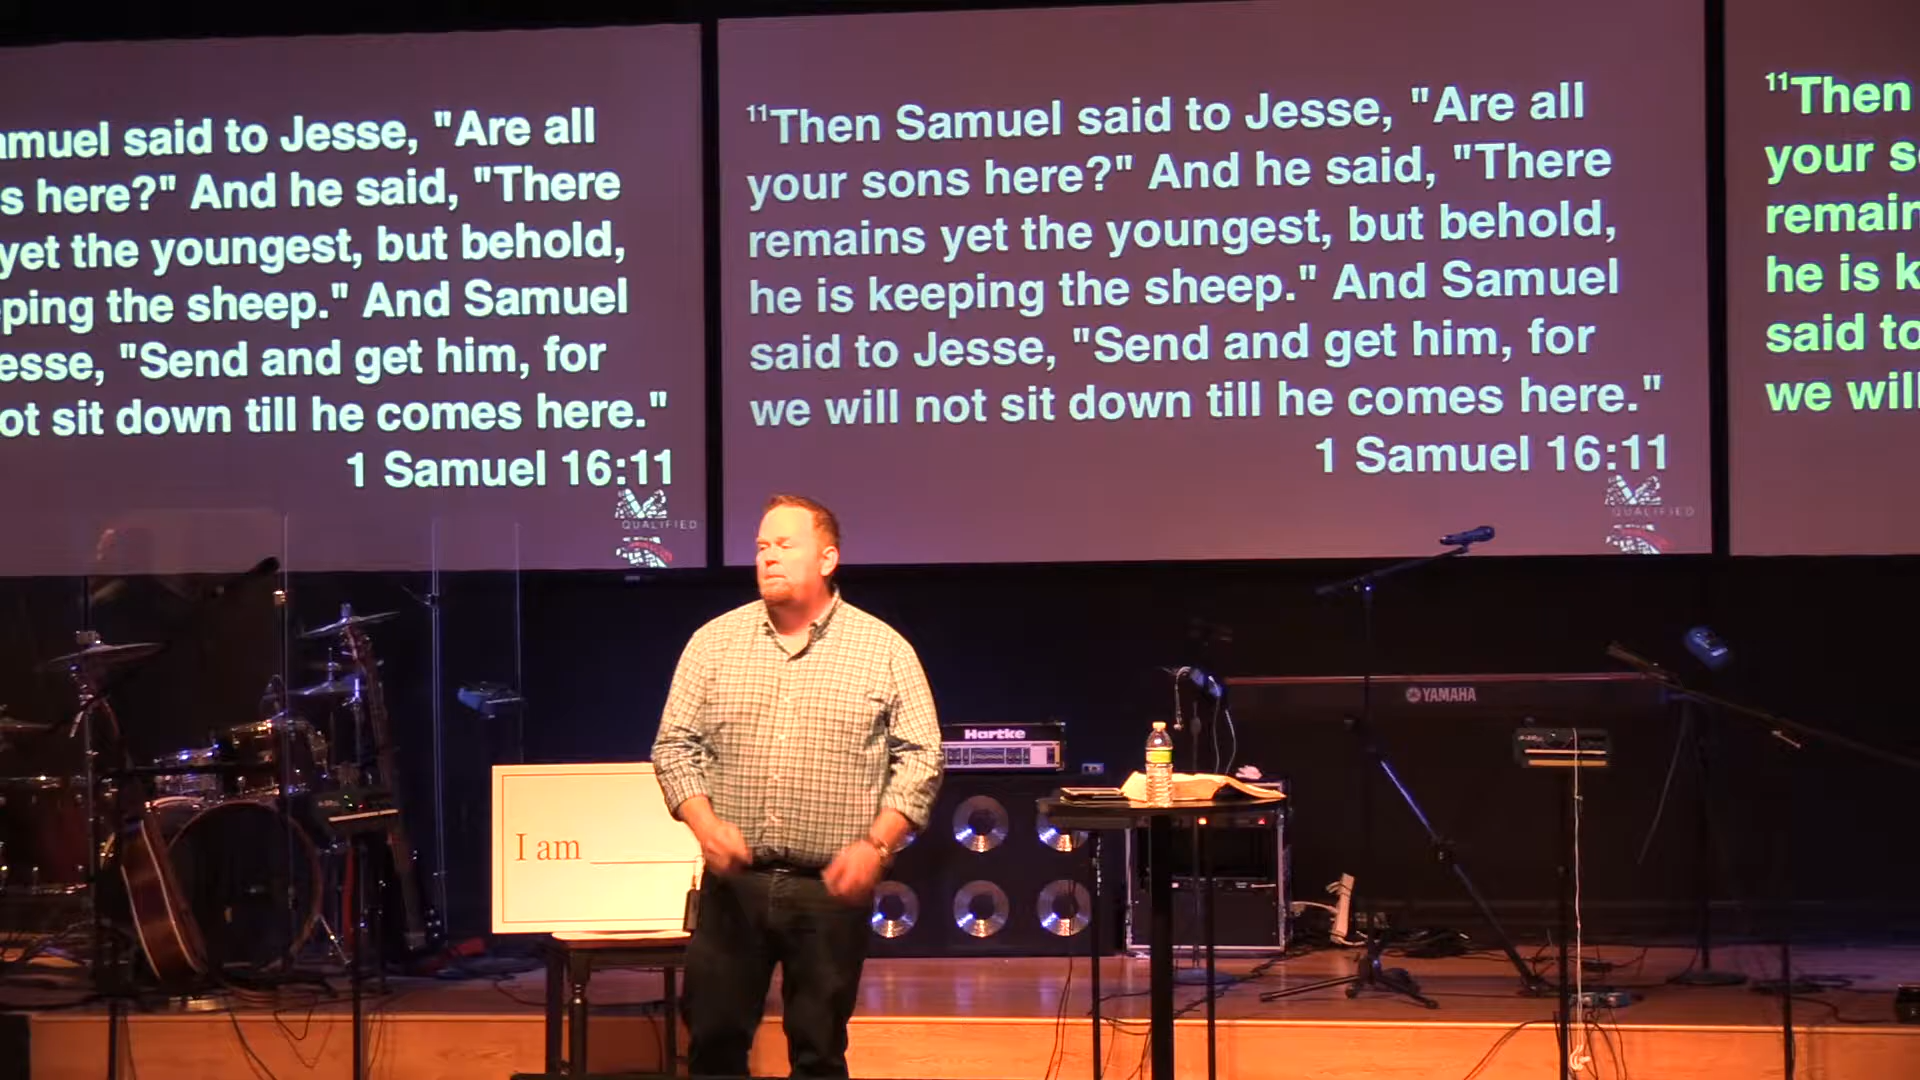 amuel said to Jesse, "Are all
s here?" And he said, "There
yet the youngest, but behold,
ping the sheep." And Samuel
esse, "Send and get him, for
ot sit down till he comes here."
1 Samuel 16:11
QUALIFIED
¹¹Then Samuel said to Jesse, "Are all
your sons here?" And he said, "There
remains yet the youngest, but behold,
he is keeping the sheep." And Samuel
said to Jesse, "Send and get him, for
we will not sit down till he comes here."
1 Samuel 16:11
QUALIFIED
¹¹Then
your s
remain
he is k
said to
we will
YAMAHA
Hartke
I am ______